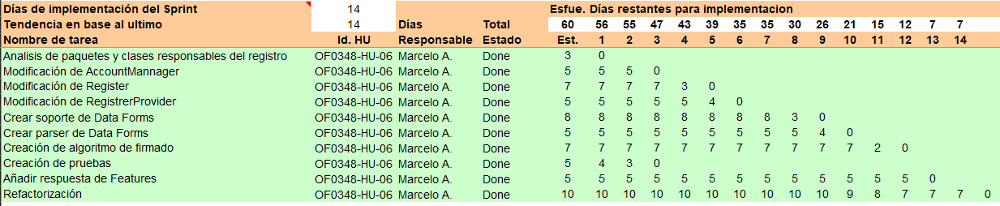 Días de implementación del Sprint 14 Esfue. Días restantes para implementacion
Tendencia en base al ultimo 14 Días Total 60 56 55 47 43 39 35 35 30 26 21 15 12 7 7
Nombre de tarea Id. HU Responsable Estado Est. 1 2 3 4 5 6 7 8 9 10 11 12 13 14
Analisis de paquetes y clases responsables del registro OF0348-HU-06 Marcelo A. Done 3 0
Modificación de AccountMannager OF0348-HU-06 Marcelo A. Done 5 5 5 0
Modificación de Register OF0348-HU-06 Marcelo A. Done 7 7 7 7 3 0
Modificación de RegistrerProvider OF0348-HU-06 Marcelo A. Done 5 5 5 5 5 4 0
Crear soporte de Data Forms OF0348-HU-06 Marcelo A. Done 8 8 8 8 8 8 8 8 3 0
Crear parser de Data Forms OF0348-HU-06 Marcelo A. Done 5 5 5 5 5 5 5 5 5 4 0
Creación de algoritmo de firmado OF0348-HU-06 Marcelo A. Done 7 7 7 7 7 7 7 7 7 7 7 2 0
Creación de pruebas OF0348-HU-06 Marcelo A. Done 5 4 3 0
Añadir respuesta de Features OF0348-HU-06 Marcelo A. Done 5 5 5 5 5 5 5 5 5 5 5 5 5 0
Refactorización OF0348-HU-06 Marcelo A. Done 10 10 10 10 10 10 10 10 10 10 9 8 7 7 7 0